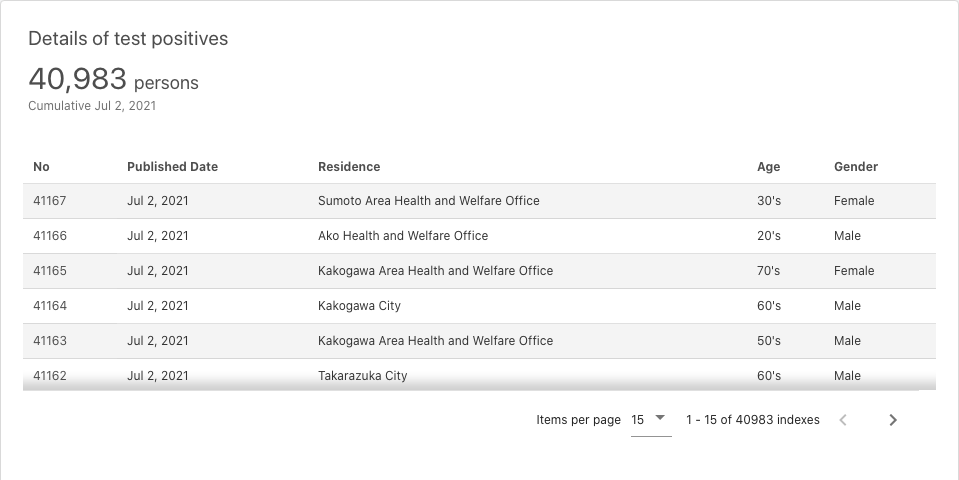 Details of test positives
40,983 persons
Cumulative Jul 2, 2021
No Published Date Residence Age Gender
41167 Jul 2, 2021 Sumoto Area Health and Welfare Office 30's Female
41166 Jul 2, 2021 Ako Health and Welfare Office 20's Male
41165 Jul 2, 2021 Kakogawa Area Health and Welfare Office 70's Female
41164 Jul 2, 2021 Kakogawa City 60's Male
41163 Jul 2, 2021 Kakogawa Area Health and Welfare Office 50's Male
41162 Jul 2, 2021 Takarazuka City 60's Male
Items per page 15 1 - 15 of 40983 indexes